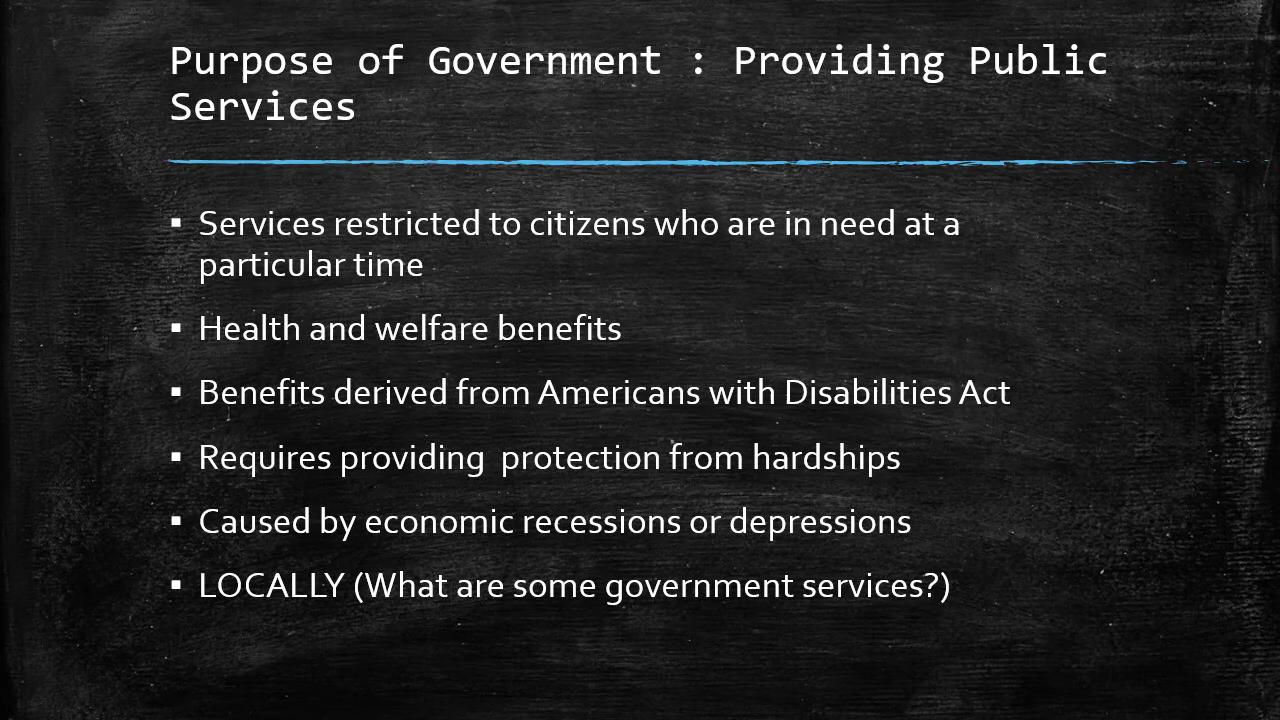 Purpose of Government : Providing Public
Services
▪ Services restricted to citizens who are in need at a
particular time
▪ Health and welfare benefits
▪ Benefits derived from Americans with Disabilities Act
▪ Requires providing  protection from hardships
▪ Caused by economic recessions or depressions
▪ LOCALLY (What are some government services?)